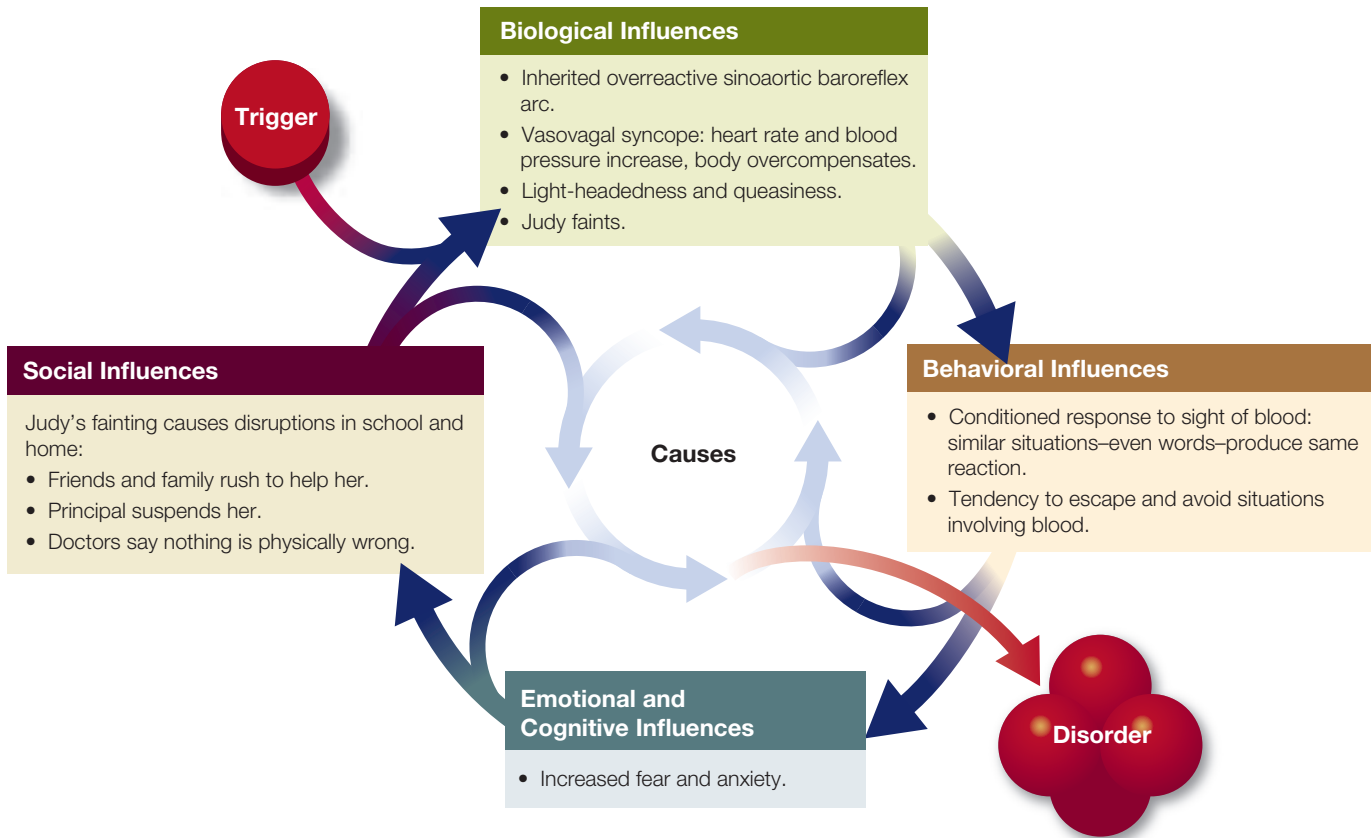 Biological Influences
• Inherited overreactive sinoaortic baroreflex
arc.
• Vasovagal syncope: heart rate and blood
pressure increase, body overcompensates.
• Light-headedness and queasiness.
• Judy faints.
Trigger
Social Influences
Judy’s fainting causes disruptions in school and
home:
• Friends and family rush to help her.
• Principal suspends her.
• Doctors say nothing is physically wrong.
Causes
Behavioral Influences
• Conditioned response to sight of blood:
similar situations–even words–produce same
reaction.
• Tendency to escape and avoid situations
involving blood.
Emotional and
Cognitive Influences
• Increased fear and anxiety.
Disorder